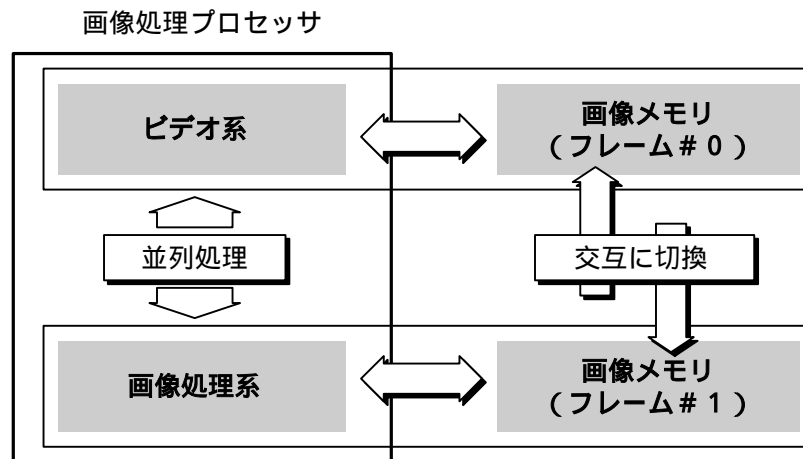 画像処理プロセッサ
ビデオ系
画像メモリ
(フレーム#0)
並列処理
交互に切換
画像処理系
画像メモリ
(フレーム#1)